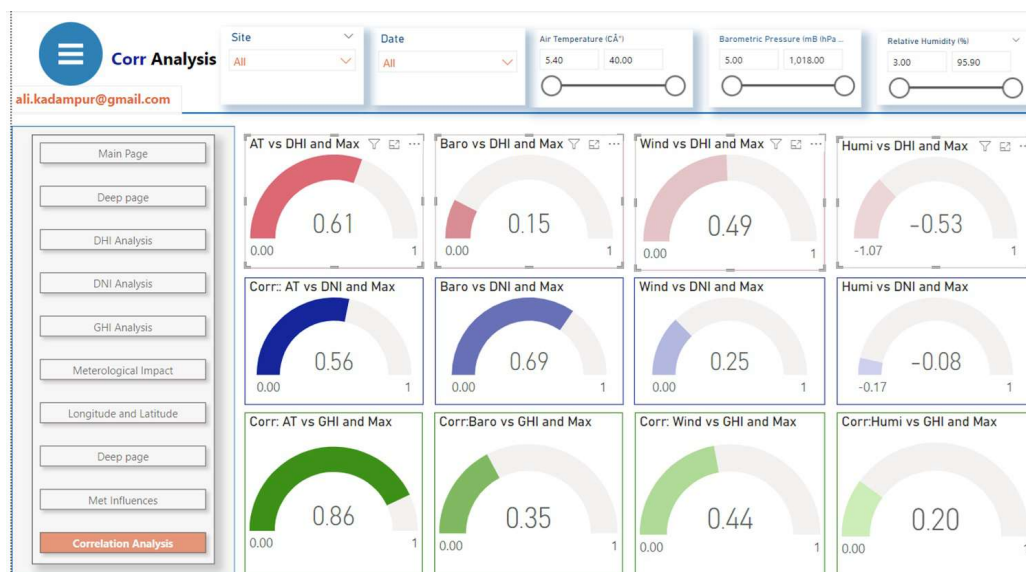 Corr Analysis
ali.kadampur@gmail.com
Site
All
Date
All
Air Temperature (CÂ°)
5.40 40.00
Barometric Pressure (mB (hPa...
5.00 1,018.00
Relative Humidity (%)
3.00 95.90
Main Page
Deep page
DHI Analysis
DNI Analysis
GHI Analysis
Meterological Impact
Longitude and Latitude
Deep page
Met Influences
Correlation Analysis
AT vs DHI and Max
0.61
0.00 1
Baro vs DHI and Max
0.15
0.00 1
Wind vs DHI and Max
0.49
0.00 1
Humi vs DHI and Max
-0.53
-1.07 1
Corr:: AT vs DNI and Max
0.56
0.00 1
Baro vs DNI and Max
0.69
0.00 1
Wind vs DNI and Max
0.25
0.00 1
Humi vs DNI and Max
-0.08
-0.17 1
Corr: AT vs GHI and Max
0.86
0.00 1
Corr:Baro vs GHI and Max
0.35
0.00 1
Corr: Wind vs GHI and Max
0.44
0.00 1
Corr:Humi vs GHI and Max
0.20
0.00 1